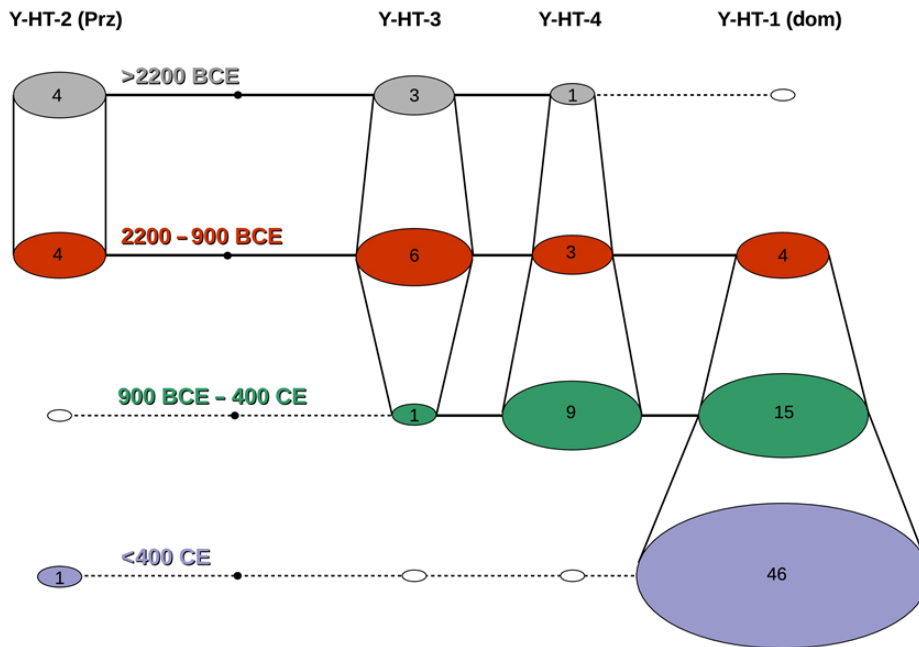 Y-HT-2 (Prz) Y-HT-3 Y-HT-4 Y-HT-1 (dom)
>2200 BCE
4 3 1
2200 – 900 BCE
4 6 3 4
900 BCE – 400 CE
1 9 15
<400 CE
1 46